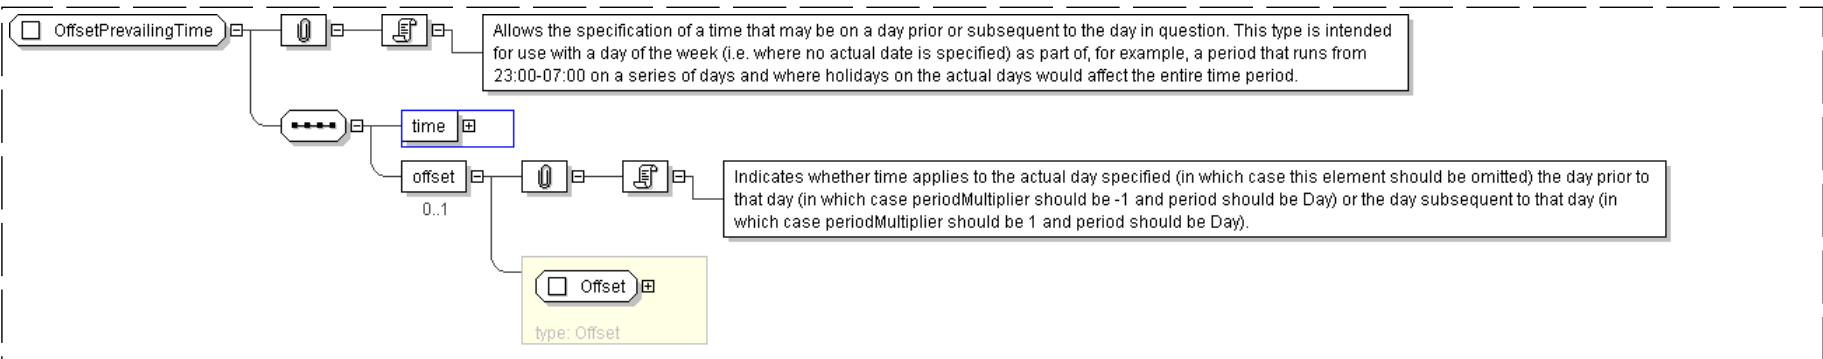 OffsetPrevailingTime
Allows the specification of a time that may be on a day prior or subsequent to the day in question. This type is intended
for use with a day of the week (i.e. where no actual date is specified) as part of, for example, a period that runs from
23:00-07:00 on a series of days and where holidays on the actual days would affect the entire time period.
time
offset
0..1
Indicates whether time applies to the actual day specified (in which case this element should be omitted) the day prior to
that day (in which case periodMultiplier should be -1 and period should be Day) or the day subsequent to that day (in
which case periodMultiplier should be 1 and period should be Day).
Offset
type: Offset